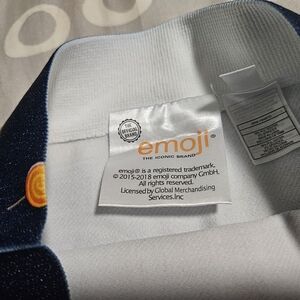 THE
OFFICIAL
BRAND
emoji®
THE ICONIC BRAND
emoji® is a registered trademark.
© 2015-2018 emoji company GmbH.
All rights reserved.
Licensed by Global Merchandising
Services.Inc